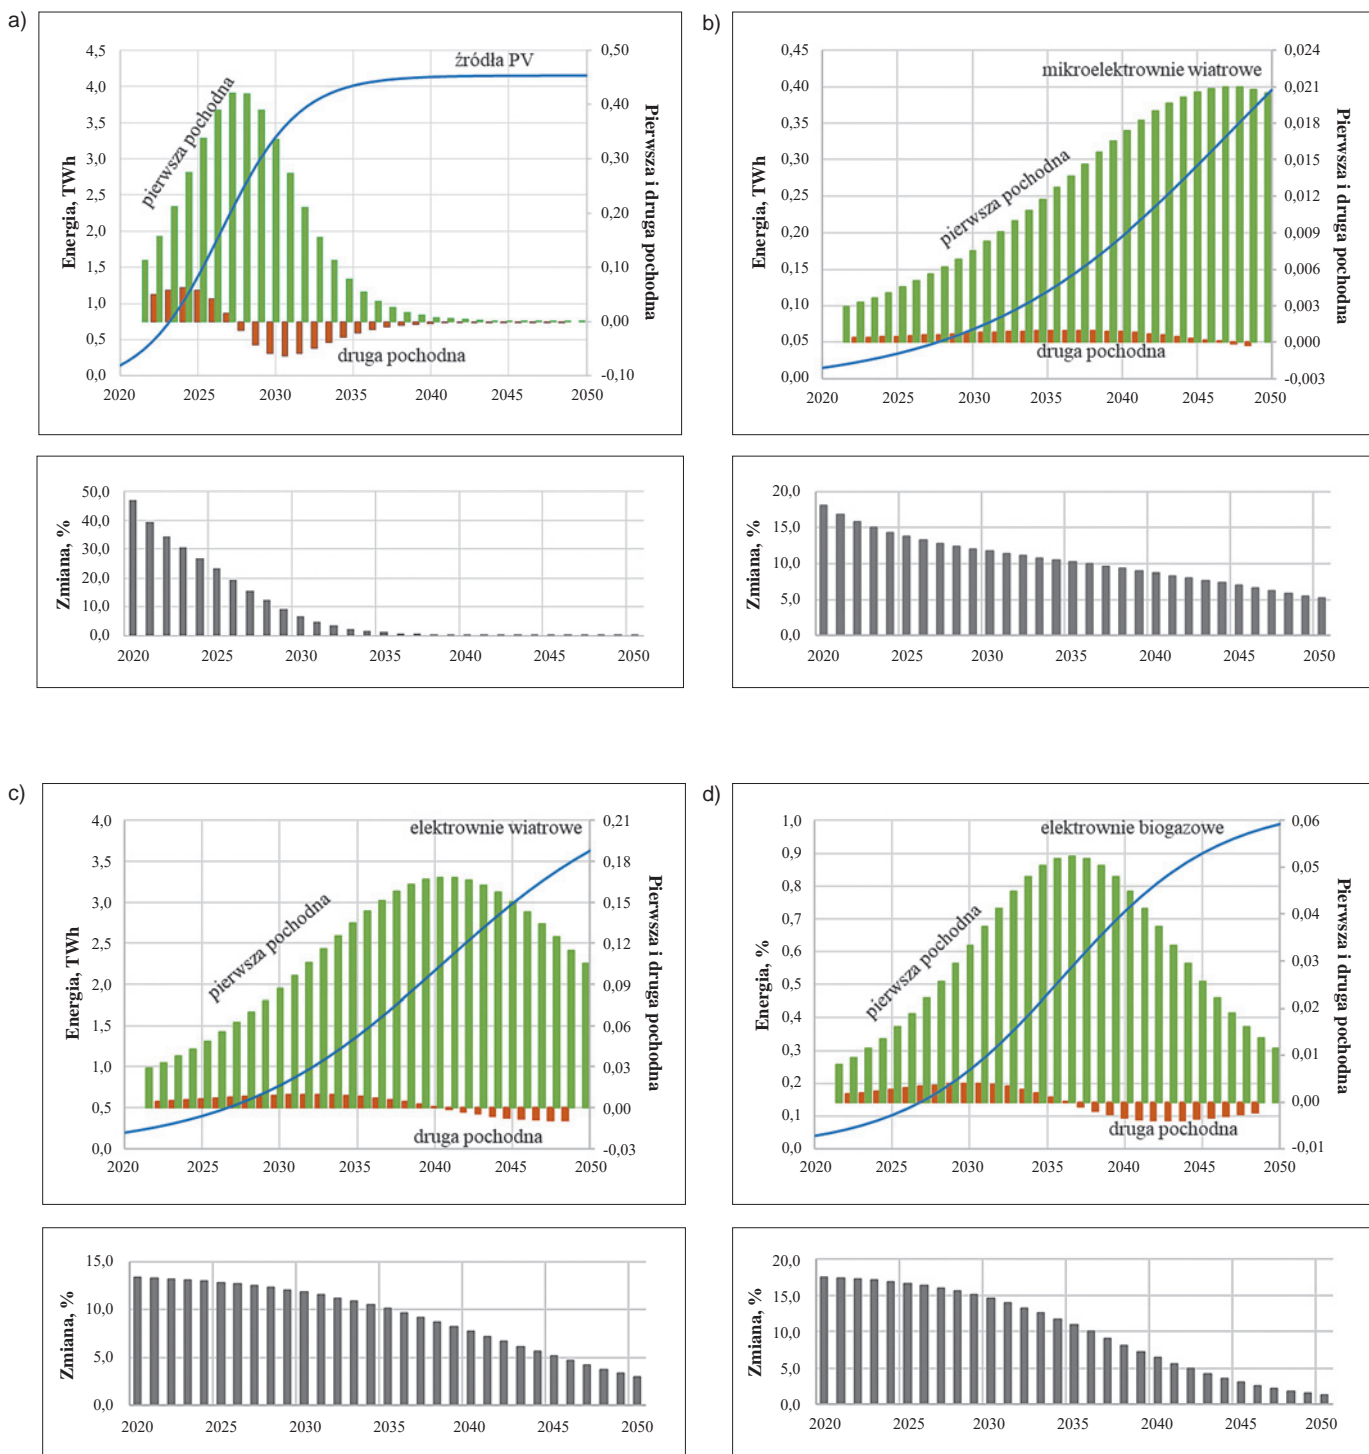 a)
4,5
4,0
3,5
3,0
2,5
2,0
1,5
1,0
0,5
0,0
Energia, TWh
źródła PV
pierwsza pochodna
druga pochodna
0,50
0,40
0,30
0,20
0,10
0,00
-0,10
Pierwsza i druga pochodna
2020 2025 2030 2035 2040 2045 2050
50,0
40,0
30,0
20,0
10,0
0,0
Zmiana, %
2020 2025 2030 2035 2040 2045 2050
b)
0,45
0,40
0,35
0,30
0,25
0,20
0,15
0,10
0,05
0,00
Energia, TWh
mikroelektrownie wiatrowe
pierwsza pochodna
druga pochodna
0,024
0,021
0,018
0,015
0,012
0,009
0,006
0,003
0,000
-0,003
Pierwsza i druga pochodna
2020 2025 2030 2035 2040 2045 2050
20,0
15,0
10,0
5,0
0,0
Zmiana, %
2020 2025 2030 2035 2040 2045 2050
c)
4,0
3,5
3,0
2,5
2,0
1,5
1,0
0,5
0,0
Energia, TWh
elektrownie wiatrowe
pierwsza pochodna
druga pochodna
0,21
0,18
0,15
0,12
0,09
0,06
0,03
0,00
-0,03
Pierwsza i druga pochodna
2020 2025 2030 2035 2040 2045 2050
15,0
10,0
5,0
0,0
Zmiana, %
2020 2025 2030 2035 2040 2045 2050
d)
1,0
0,9
0,8
0,7
0,6
0,5
0,4
0,3
0,2
0,1
0,0
Energia, %
elektrownie biogazowe
pierwsza pochodna
druga pochodna
0,06
0,05
0,04
0,03
0,02
0,01
0,00
-0,01
Pierwsza i druga pochodna
2020 2025 2030 2035 2040 2045 2050
20,0
15,0
10,0
5,0
0,0
Zmiana, %
2020 2025 2030 2035 2040 2045 2050